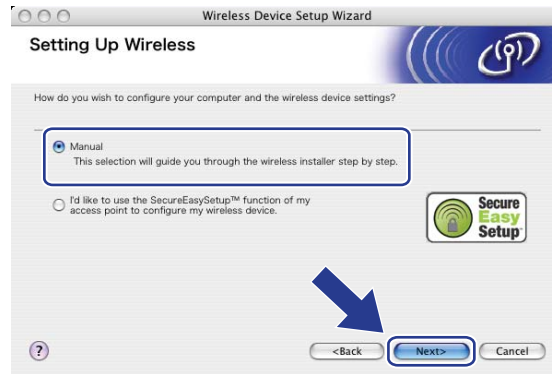 Wireless Device Setup Wizard
Setting Up Wireless
How do you wish to configure your computer and the wireless device settings?
Manual
This selection will guide you through the wireless installer step by step.
I'd like to use the SecureEasySetup™ function of my
access point to configure my wireless device.
Secure
Easy
Setup
?
<Back
Next>
Cancel